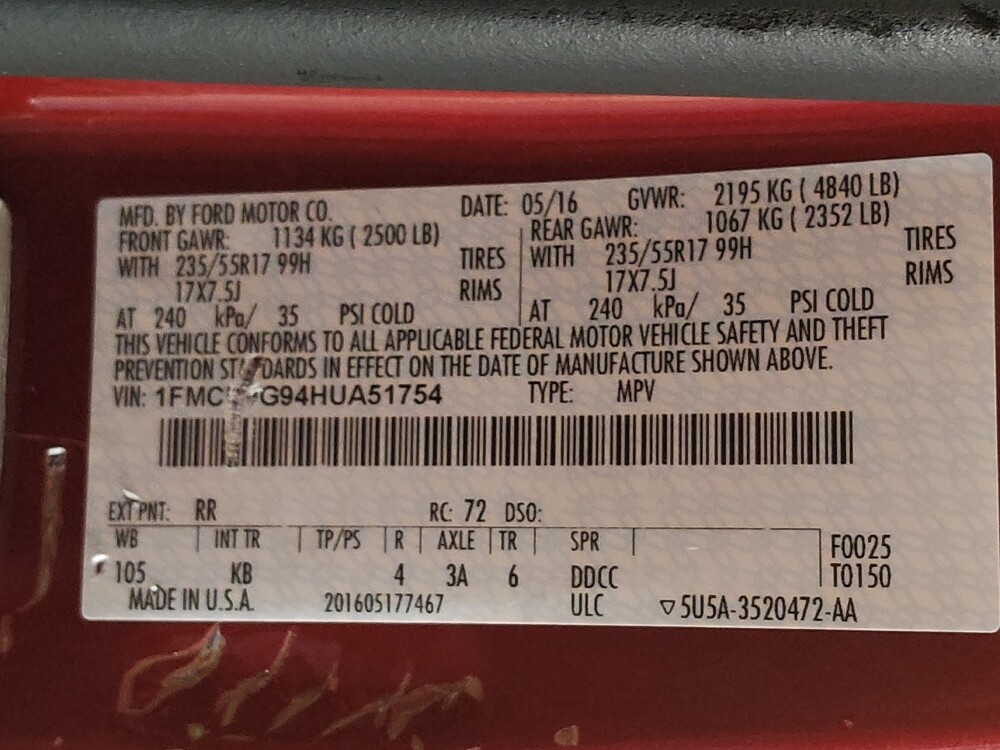 MFD. BY FORD MOTOR CO. DATE: 05/16 GVWR: 2195 KG ( 4840 LB)
FRONT GAWR: 1134 KG ( 2500 LB) REAR GAWR: 1067 KG ( 2352 LB)
WITH 235/55R17 99H TIRES WITH 235/55R17 99H TIRES
17X7.5J RIMS 17X7.5J RIMS
AT 240 kPa/ 35 PSI COLD AT 240 kPa/ 35 PSI COLD
THIS VEHICLE CONFORMS TO ALL APPLICABLE FEDERAL MOTOR VEHICLE SAFETY AND THEFT
PREVENTION STANDARDS IN EFFECT ON THE DATE OF MANUFACTURE SHOWN ABOVE.
VIN: TYPE: MPV
EXT PNT: RR RC: 72 DSO:
WB INT TR TP/PS R AXLE TR SPR F0025
105 KB 4 3A 6 DDCC T0150
MADE IN U.S.A. 201605177467 ULC ▽5U5A-3520472-AA